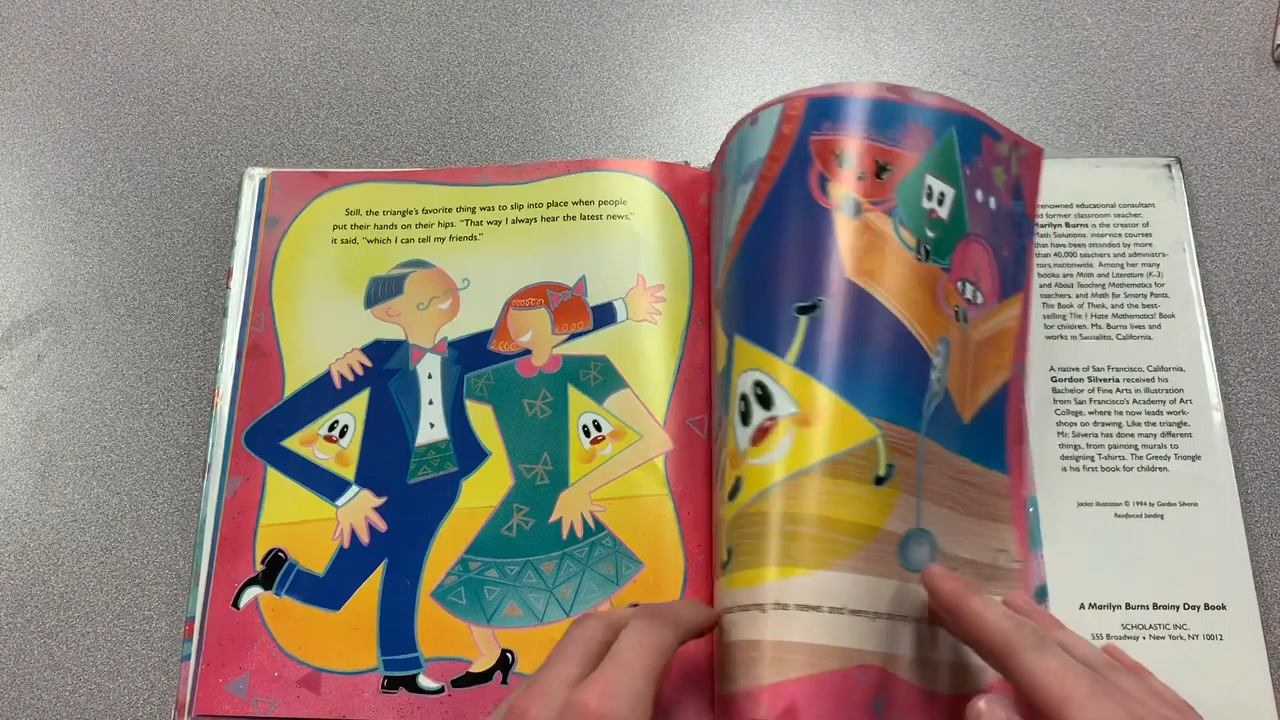 Still, the triangle's favorite thing was to slip into place when people
put their hands on their hips. "That way I always hear the latest news,"
it said, "which I can tell my friends."
renowned educational consultant
and former classroom teacher,
Marilyn Burns is the creator of
Math Solutions, inservice courses
that have been attended by more
than 40,000 teachers and administra-
tors nationwide. Among her many
books are Math and Literature (K-3)
and About Teaching Mathematics for
teachers, and Math for Smarty Pants,
The Book of Think, and the best-
selling The I Hate Mathematics! Book
for children. Ms. Burns lives and
works in Sausalito, California.
A native of San Francisco, California,
Gordon Silveria received his
Bachelor of Fine Arts in illustration
from San Francisco's Academy of Art
College, where he now leads work-
shops on drawing. Like the triangle,
Mr. Silveria has done many different
things, from painting murals to
designing T-shirts. The Greedy Triangle
is his first book for children.
Jacket illustration © 1994 by Gordon Silveria
Reinforced binding
A Marilyn Burns Brainy Day Book
SCHOLASTIC INC.
555 Broadway • New York, NY 10012